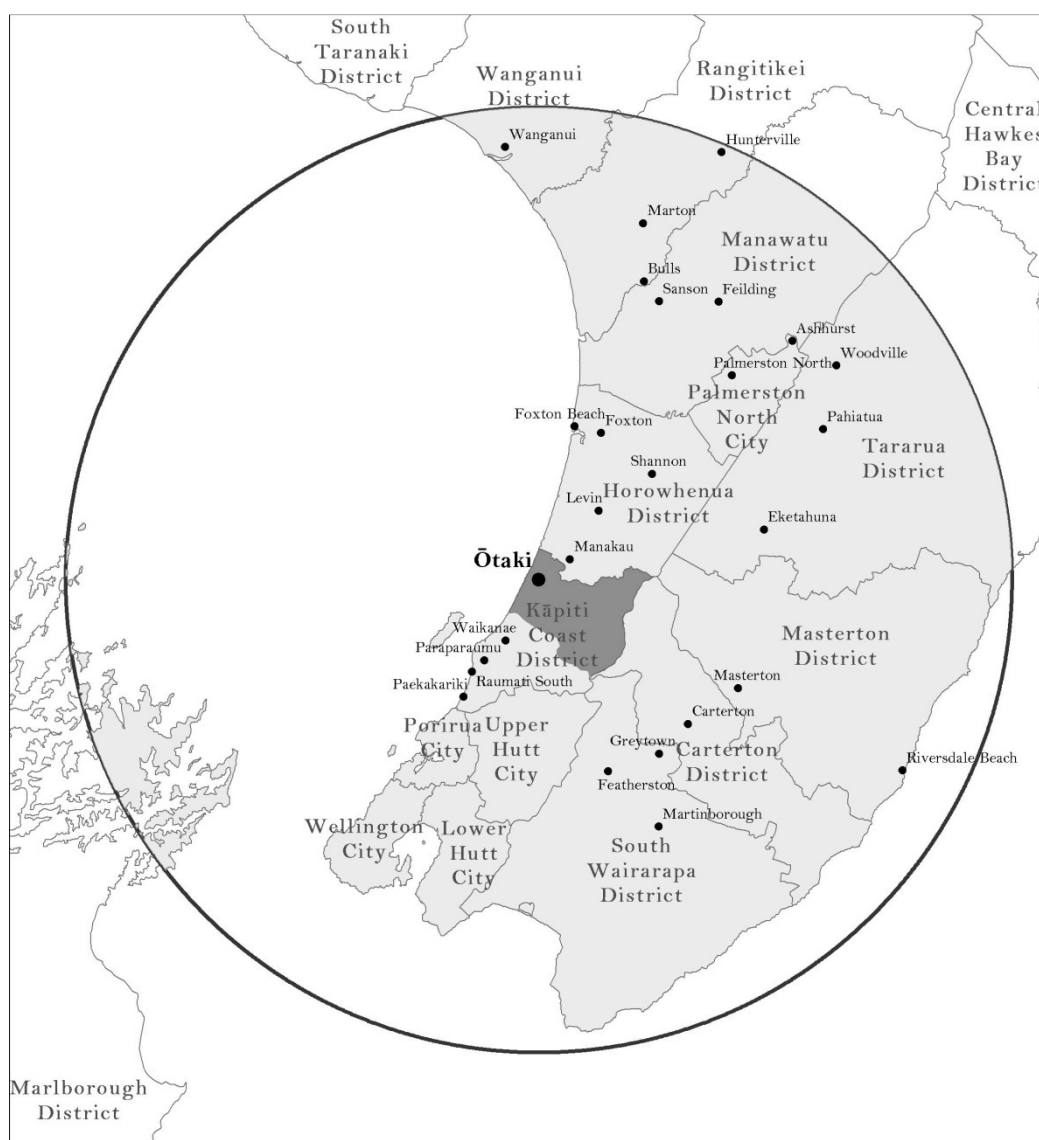 South
Taranaki
District
Wanganui
District
Rangitikei
District
Central
Hawkes
Bay
District
Wanganui
Hunterville
Marton
Manawatu
District
Bulls
Sanson
Feilding
Ashhurst
Woodville
Palmerston North
Palmerston
North
City
Foxton Beach
Foxton
Pahiatua
Tararua
District
Shannon
Horowhenua
District
Levin
Eketahuna
Manakau
Ōtaki
Kāpiti
Coast
District
Waikanae
Paraparaumu
Raumati South
Paekakariki
Masterton
District
Masterton
Carterton
Porirua
City
Upper
Hutt
City
Greytown
Carterton
District
Featherston
Riversdale Beach
Martinborough
Wellington
City
Lower
Hutt
City
South
Wairarapa
District
Marlborough
District